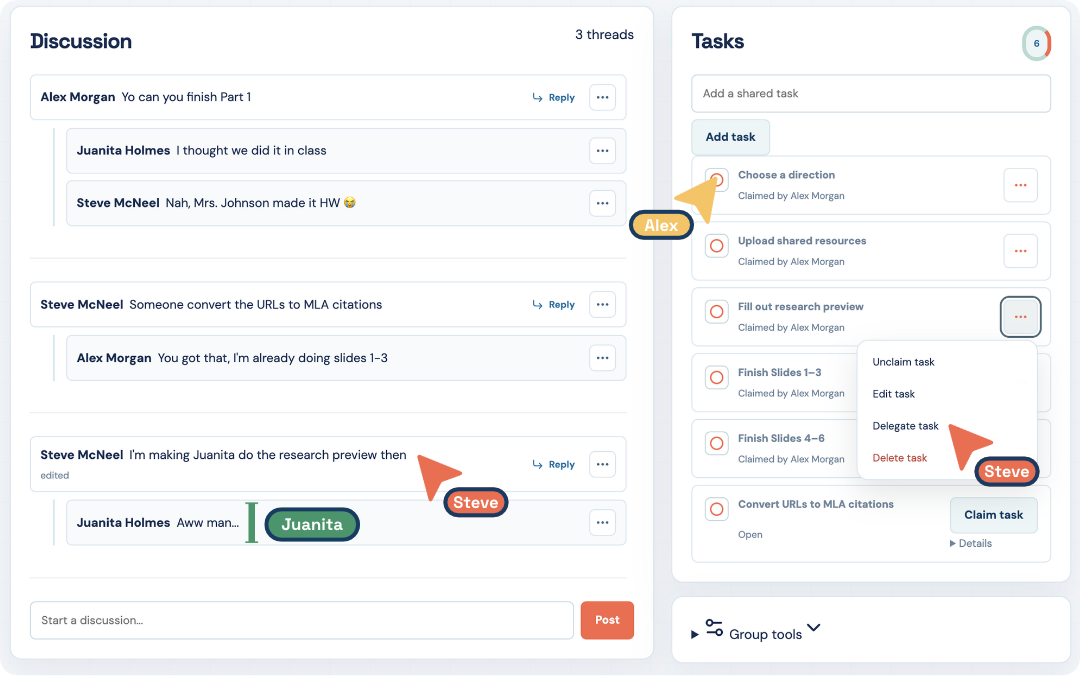 Discussion
3 threads
Alex Morgan Yo can you finish Part 1
Reply
Juanita Holmes I thought we did it in class
Steve McNeel Nah, Mrs. Johnson made it HW 😭
Steve McNeel Someone convert the URLs to MLA citations
Reply
Alex Morgan You got that, I'm already doing slides 1-3
Steve McNeel I'm making Juanita do the research preview then
edited
Reply
Steve
Juanita Holmes Aww man...
Juanita
Start a discussion...
Post
Tasks
6
Add a shared task
Add task
Choose a direction
Claimed by Alex Morgan
Alex
Upload shared resources
Claimed by Alex Morgan
Fill out research preview
Claimed by Alex Morgan
Unclaim task
Edit task
Delegate task
Delete task
Steve
Finish Slides 1–3
Claimed by Alex Morgan
Finish Slides 4–6
Claimed by Alex Morgan
Convert URLs to MLA citations
Open
Claim task
Details
Group tools